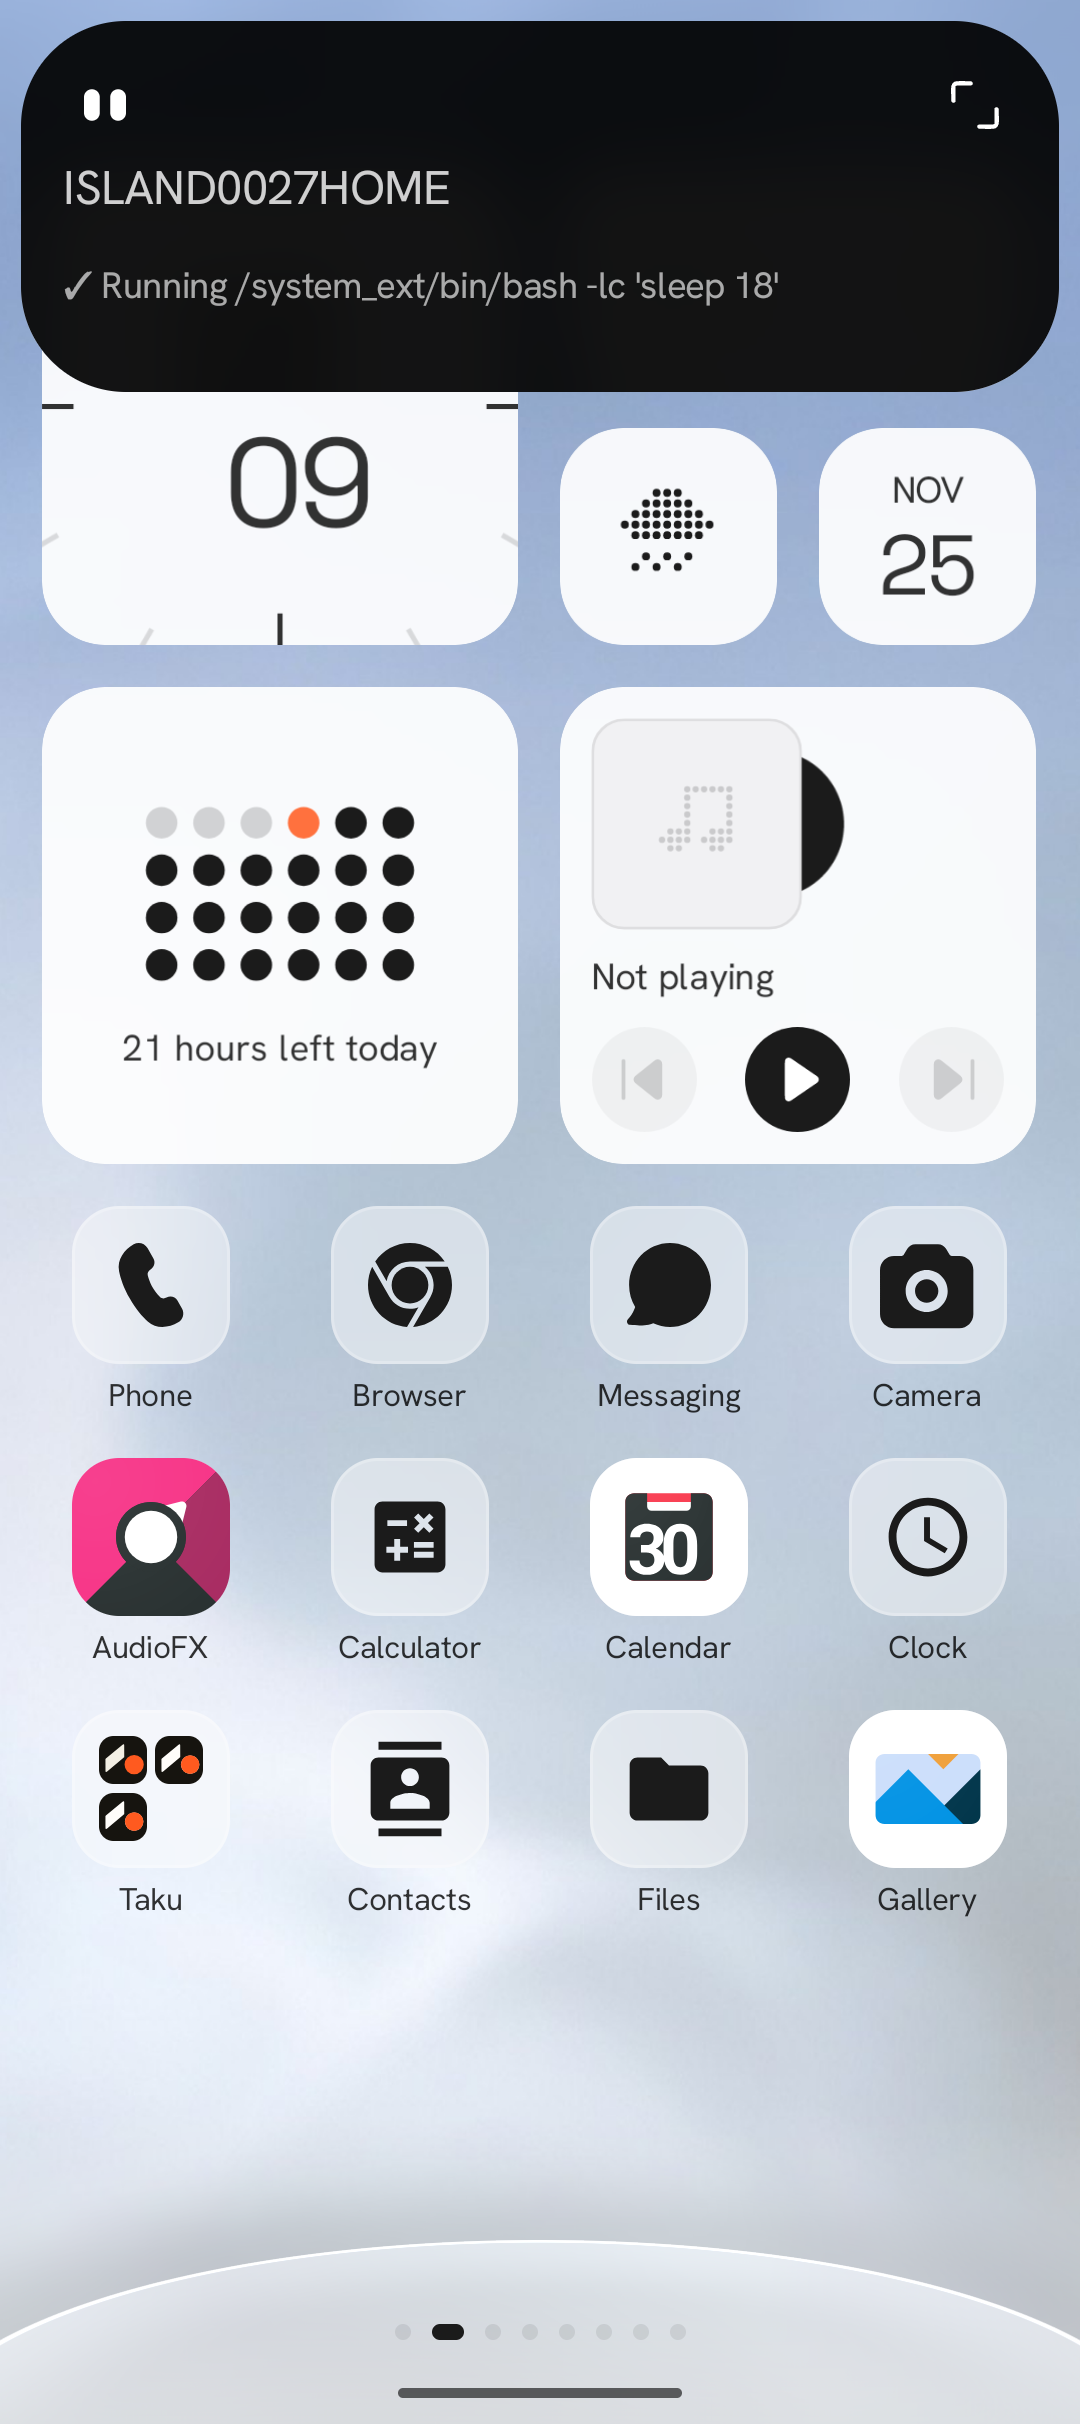 ISLAND0027HOME
✓ Running /system_ext/bin/bash -lc 'sleep 18'
09
NOV
25
21 hours left today
Not playing
Phone
Browser
Messaging
Camera
AudioFX
Calculator
30
Calendar
Clock
Taku
Contacts
Files
Gallery